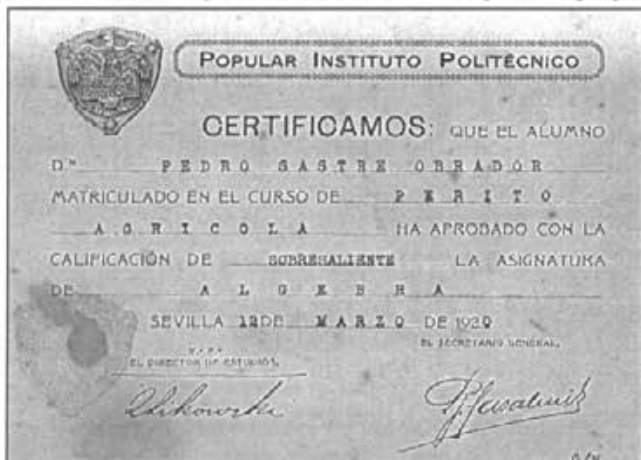 POPULAR INSTITUTO POLITÉCNICO
CERTIFICAMOS: QUE EL ALUMNO
D.n PEDRO SASTRE OBRADOR
MATRICULADO EN EL CURSO DE PERITO
AGRICOLA HA APROBADO CON LA
CALIFICACIÓN DE SOBRESALIENTE LA ASIGNATURA
DE ALGEBRA
SEVILLA 12 DE MARZO DE 1920
EL SECRETARIO GENERAL,
V.º B.º
EL DIRECTOR DE ESTUDIOS,